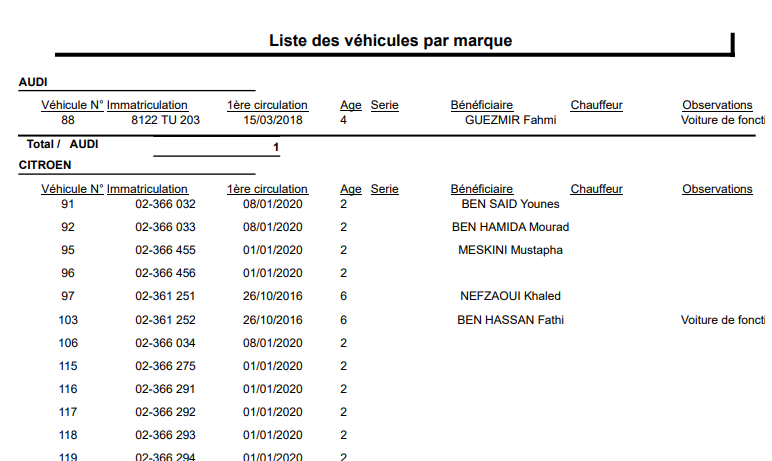 Liste des véhicules par marque
AUDI
Véhicule N° Immatriculation 1ère circulation Age Serie Bénéficiaire Chauffeur Observations
88 8122 TU 203 15/03/2018 4 GUEZMIR Fahmi Voiture de foncti
Total / AUDI 1
CITROEN
Véhicule N° Immatriculation 1ère circulation Age Serie Bénéficiaire Chauffeur Observations
91 02-366 032 08/01/2020 2 BEN SAID Younes
92 02-366 033 08/01/2020 2 BEN HAMIDA Mourad
95 02-366 455 01/01/2020 2 MESKINI Mustapha
96 02-366 456 01/01/2020 2
97 02-361 251 26/10/2016 6 NEFZAOUI Khaled
103 02-361 252 26/10/2016 6 BEN HASSAN Fathi Voiture de foncti
106 02-366 034 08/01/2020 2
115 02-366 275 01/01/2020 2
116 02-366 291 01/01/2020 2
117 02-366 292 01/01/2020 2
118 02-366 293 01/01/2020 2
119 02-366 294 01/01/2020 2